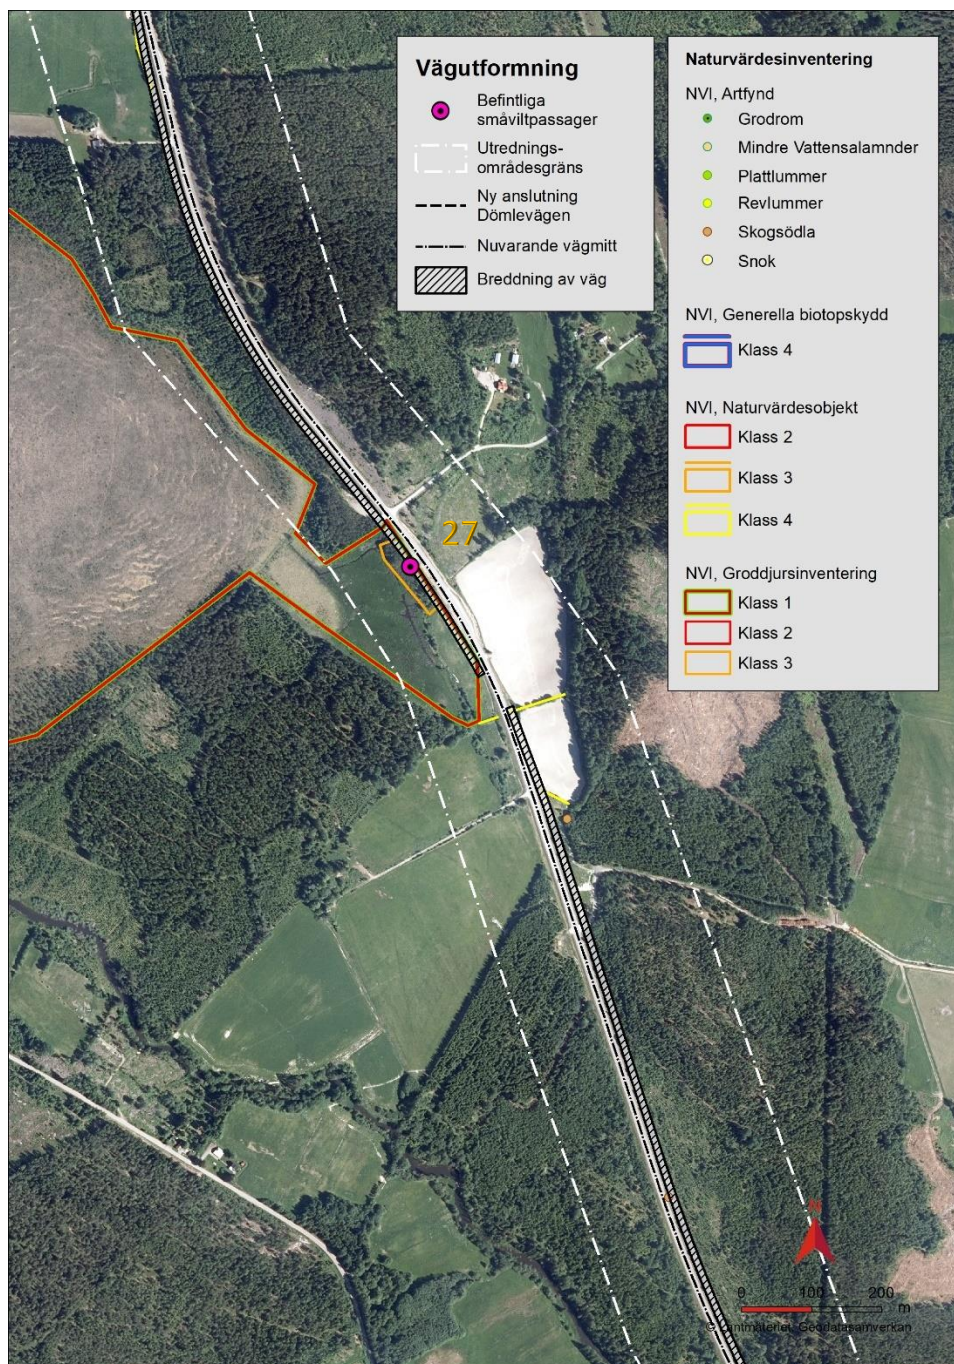 Vägutformning
Befintliga
småviltpassager
Utrednings-
områdesgräns
Ny anslutning
Dömlevägen
Nuvarande vägmitt
Breddning av väg
Naturvärdesinventering
NVI, Artfynd
Grodrom
Mindre Vattensalamnder
Plattlummer
Revlummer
Skogsödla
Snok
NVI, Generella biotopskydd
Klass 4
NVI, Naturvärdesobjekt
Klass 2
Klass 3
Klass 4
NVI, Groddjursinventering
Klass 1
Klass 2
Klass 3
27
N
0 100 200
m
© Lantmäteriet, Geodatasamverkan